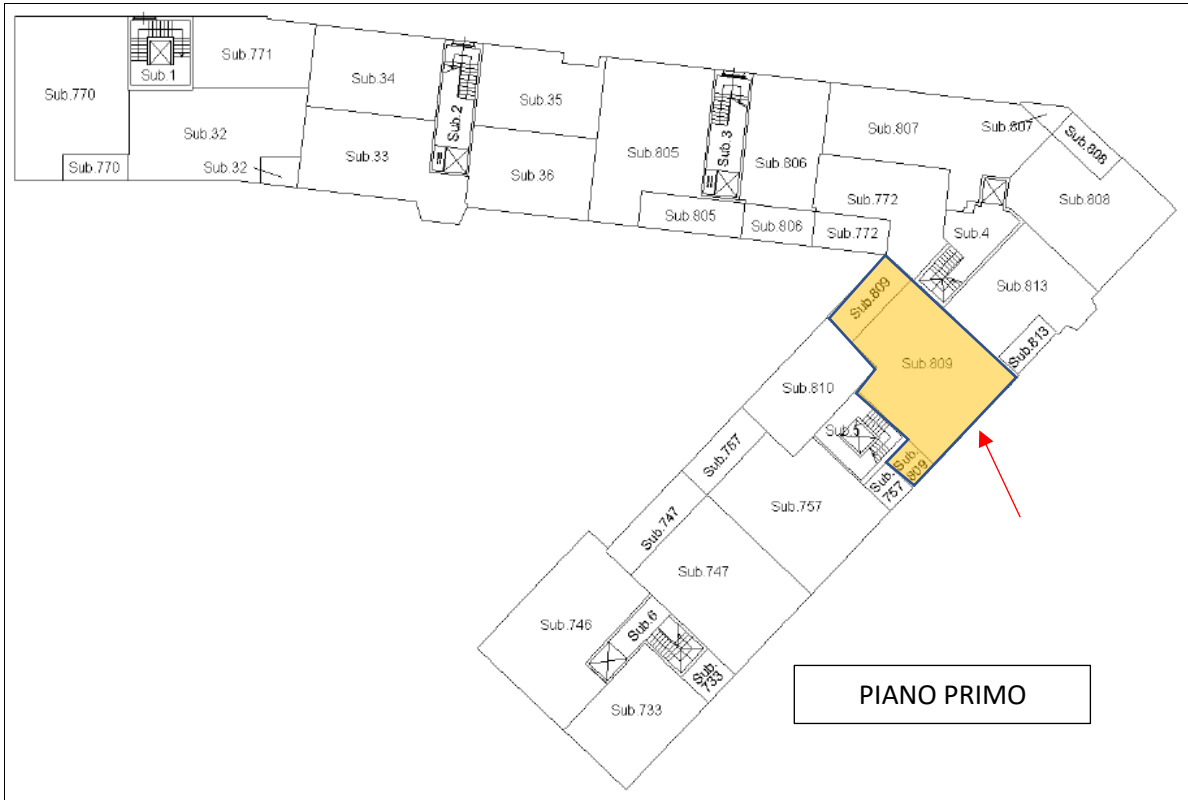 Sub.770
Sub.1
Sub.771
Sub.34
Sub.2
Sub.35
Sub.3
Sub.807
Sub.807
Sub.808
Sub.32
Sub.770
Sub.32
Sub.33
Sub.36
Sub.805
Sub.806
Sub.772
Sub.808
Sub.805
Sub.806
Sub.772
Sub.4
Sub.813
Sub.813
Sub.809
Sub.809
Sub.810
Sub.5
Sub.
809
Sub.
757
Sub.757
Sub.757
Sub.747
Sub.747
Sub.746
Sub.6
Sub.
733
Sub.733
PIANO PRIMO